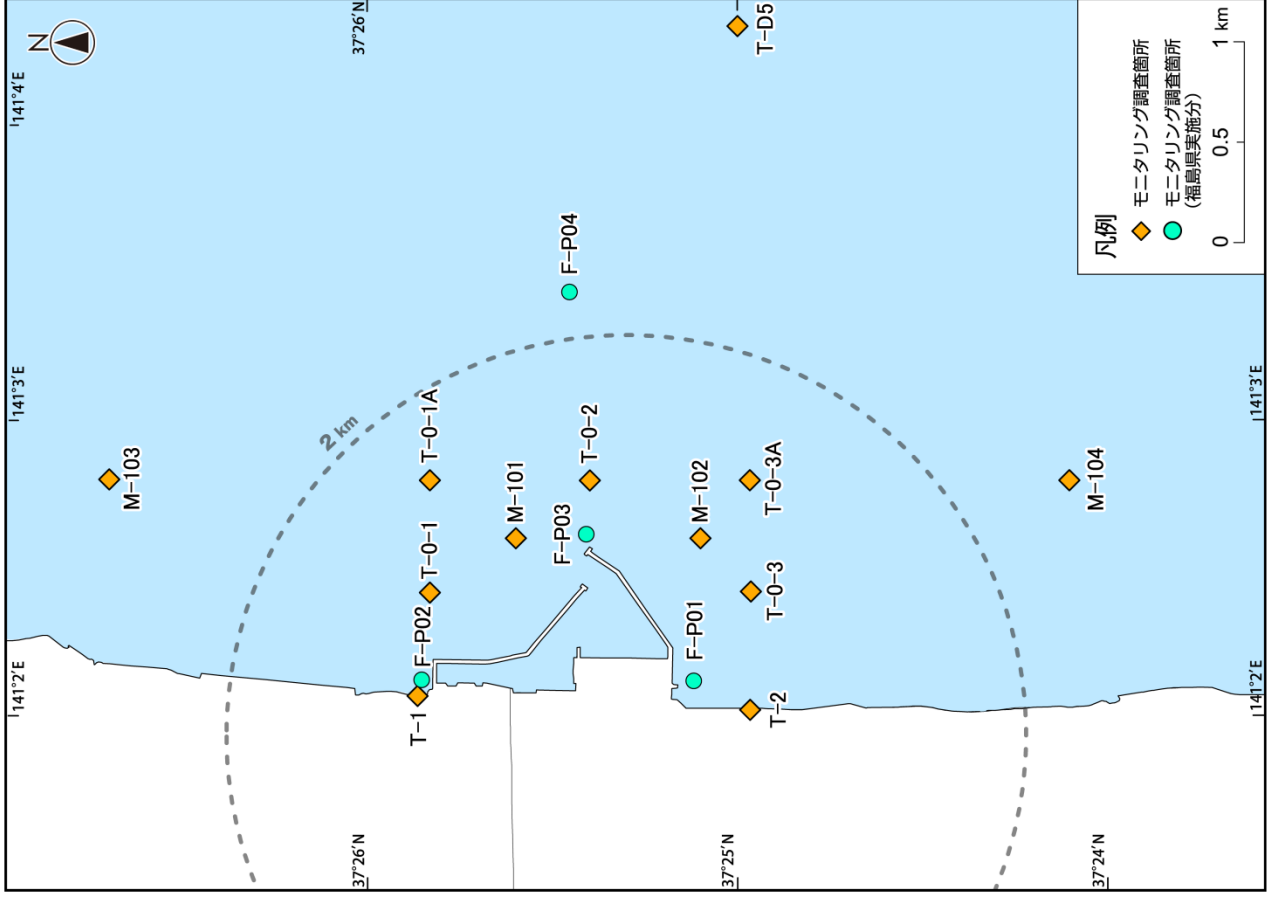 N
141°4′E
141°3′E
141°2′E
37°26′N
37°26′N
37°25′N
37°24′N
M-103
2 km
T-0-1A
T-0-1
F-P02
T-1
M-101
T-0-2
F-P03
F-P04
M-102
F-P01
T-0-3A
T-0-3
T-2
T-D5
M-104
141°3′E
141°2′E
凡例
モニタリング調査箇所
モニタリング調査箇所
(福島県実施分)
0 0.5 1 km